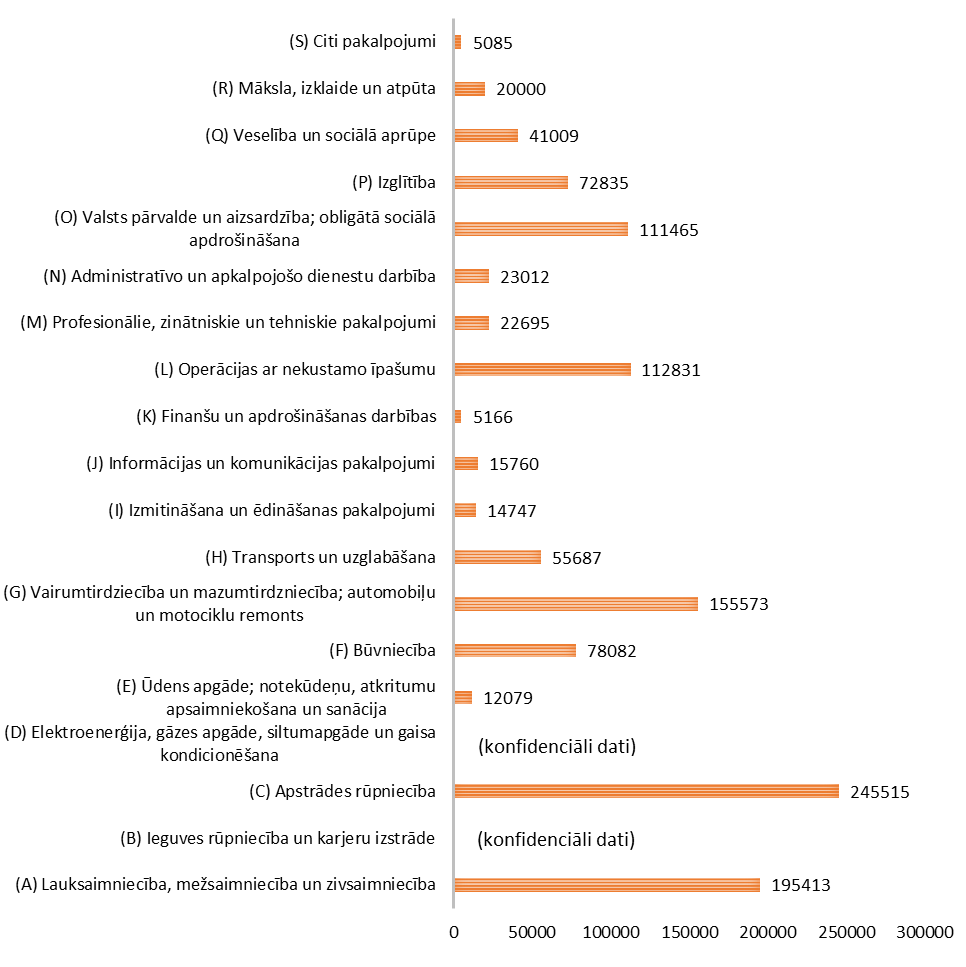 (S) Citi pakalpojumi 5085
(R) Māksla, izklaide un atpūta 20000
(Q) Veselība un sociālā aprūpe 41009
(P) Izglītība 72835
(O) Valsts pārvalde un aizsardzība; obligātā sociālā
apdrošināšana 111465
(N) Administratīvo un apkalpojošo dienestu darbība 23012
(M) Profesionālie, zinātniskie un tehniskie pakalpojumi 22695
(L) Operācijas ar nekustamo īpašumu 112831
(K) Finanšu un apdrošināšanas darbības 5166
(J) Informācijas un komunikācijas pakalpojumi 15760
(I) Izmitināšana un ēdināšanas pakalpojumi 14747
(H) Transports un uzglabāšana 55687
(G) Vairumtirdziecība un mazumtirdzniecība; automobiļu
un motociklu remonts 155573
(F) Būvniecība 78082
(E) Ūdens apgāde; notekūdeņu, atkritumu
apsaimniekošana un sanācija 12079
(D) Elektroenerģija, gāzes apgāde, siltumapgāde un gaisa
kondicionēšana (konfidenciāli dati)
(C) Apstrādes rūpniecība 245515
(B) Ieguves rūpniecība un karjeru izstrāde (konfidenciāli dati)
(A) Lauksaimniecība, mežsaimniecība un zivsaimniecība 195413
0 50000 100000 150000 200000 250000 300000